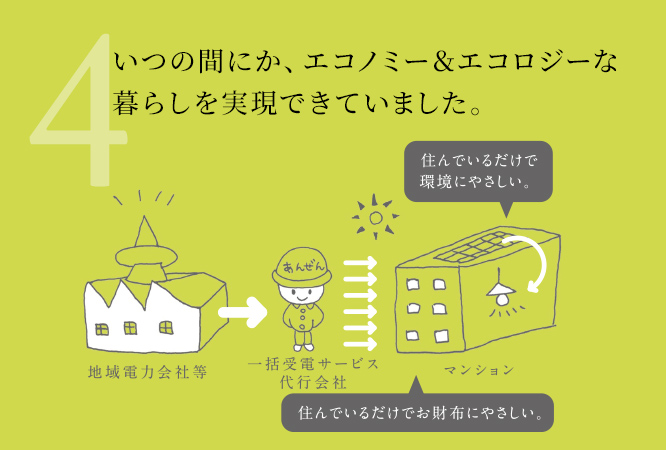 4
いつの間にか、エコノミー&エコロジーな
暮らしを実現できていました。
住んでいるだけで
環境にやさしい。
あんぜん
地域電力会社等
一括受電サービス
代行会社
マンション
住んでいるだけでお財布にやさしい。